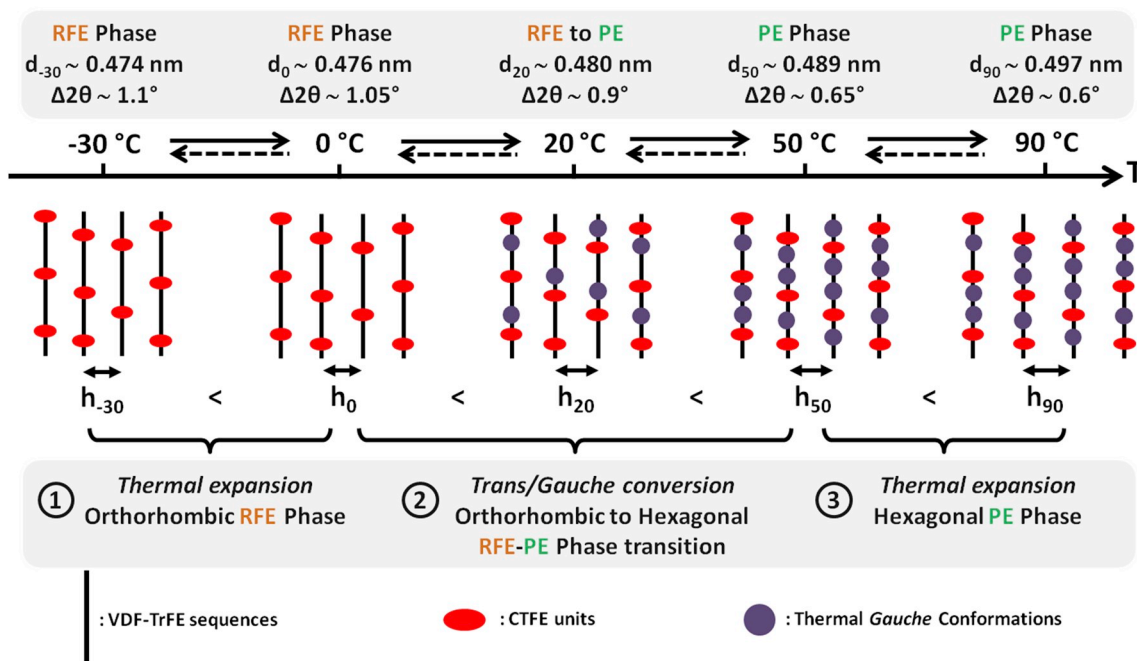 RFE Phase
d-30 ~ 0.474 nm
Δ2θ ~ 1.1°
RFE Phase
d0 ~ 0.476 nm
Δ2θ ~ 1.05°
RFE to PE
d20 ~ 0.480 nm
Δ2θ ~ 0.9°
PE Phase
d50 ~ 0.489 nm
Δ2θ ~ 0.65°
PE Phase
d90 ~ 0.497 nm
Δ2θ ~ 0.6°
-30 °C
0 °C
20 °C
50 °C
90 °C
T
h-30 < h0 < h20 < h50 < h90
1
Thermal expansion
Orthorhombic RFE Phase
2
Trans/Gauche conversion
Orthorhombic to Hexagonal
RFE-PE Phase transition
3
Thermal expansion
Hexagonal PE Phase
: VDF-TrFE sequences
: CTFE units
: Thermal Gauche Conformations